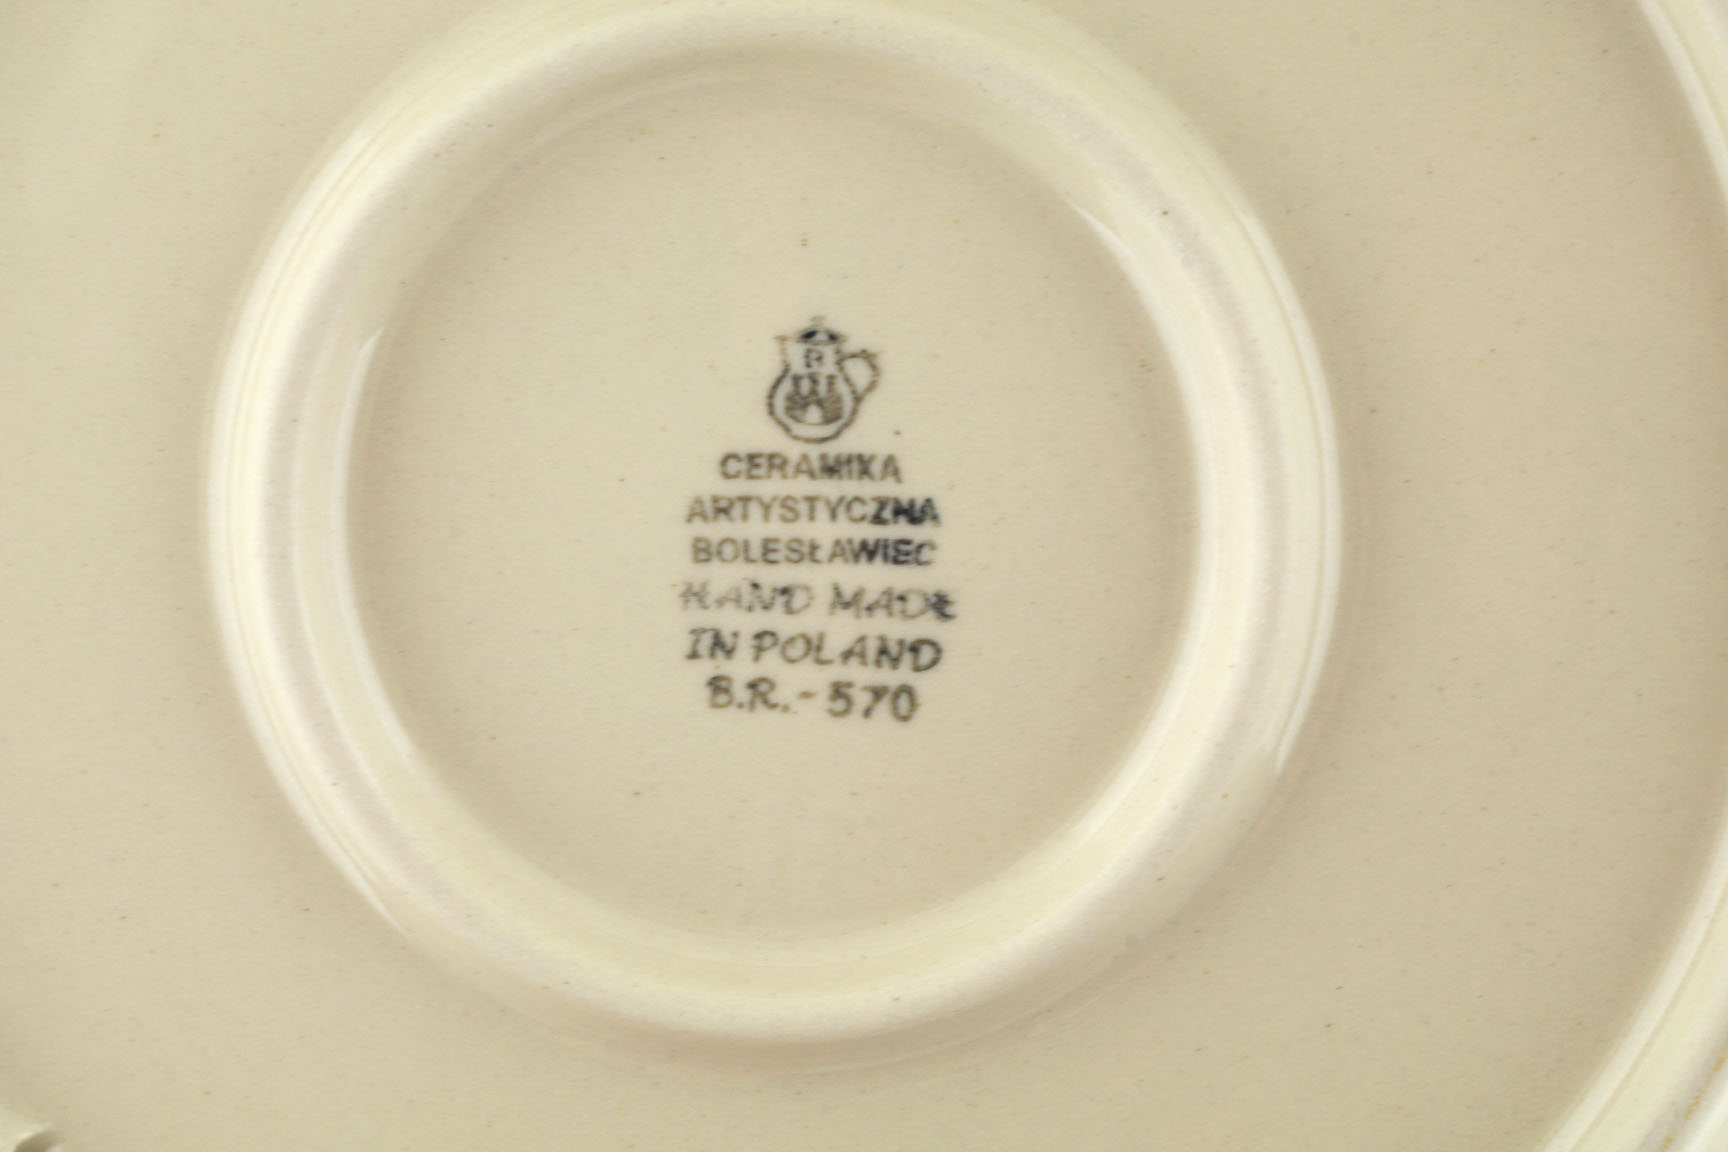 R
CERAMIKA
ARTYSTYCZNA
BOLESŁAWIEC
HAND MADE
IN POLAND
B.R.-570